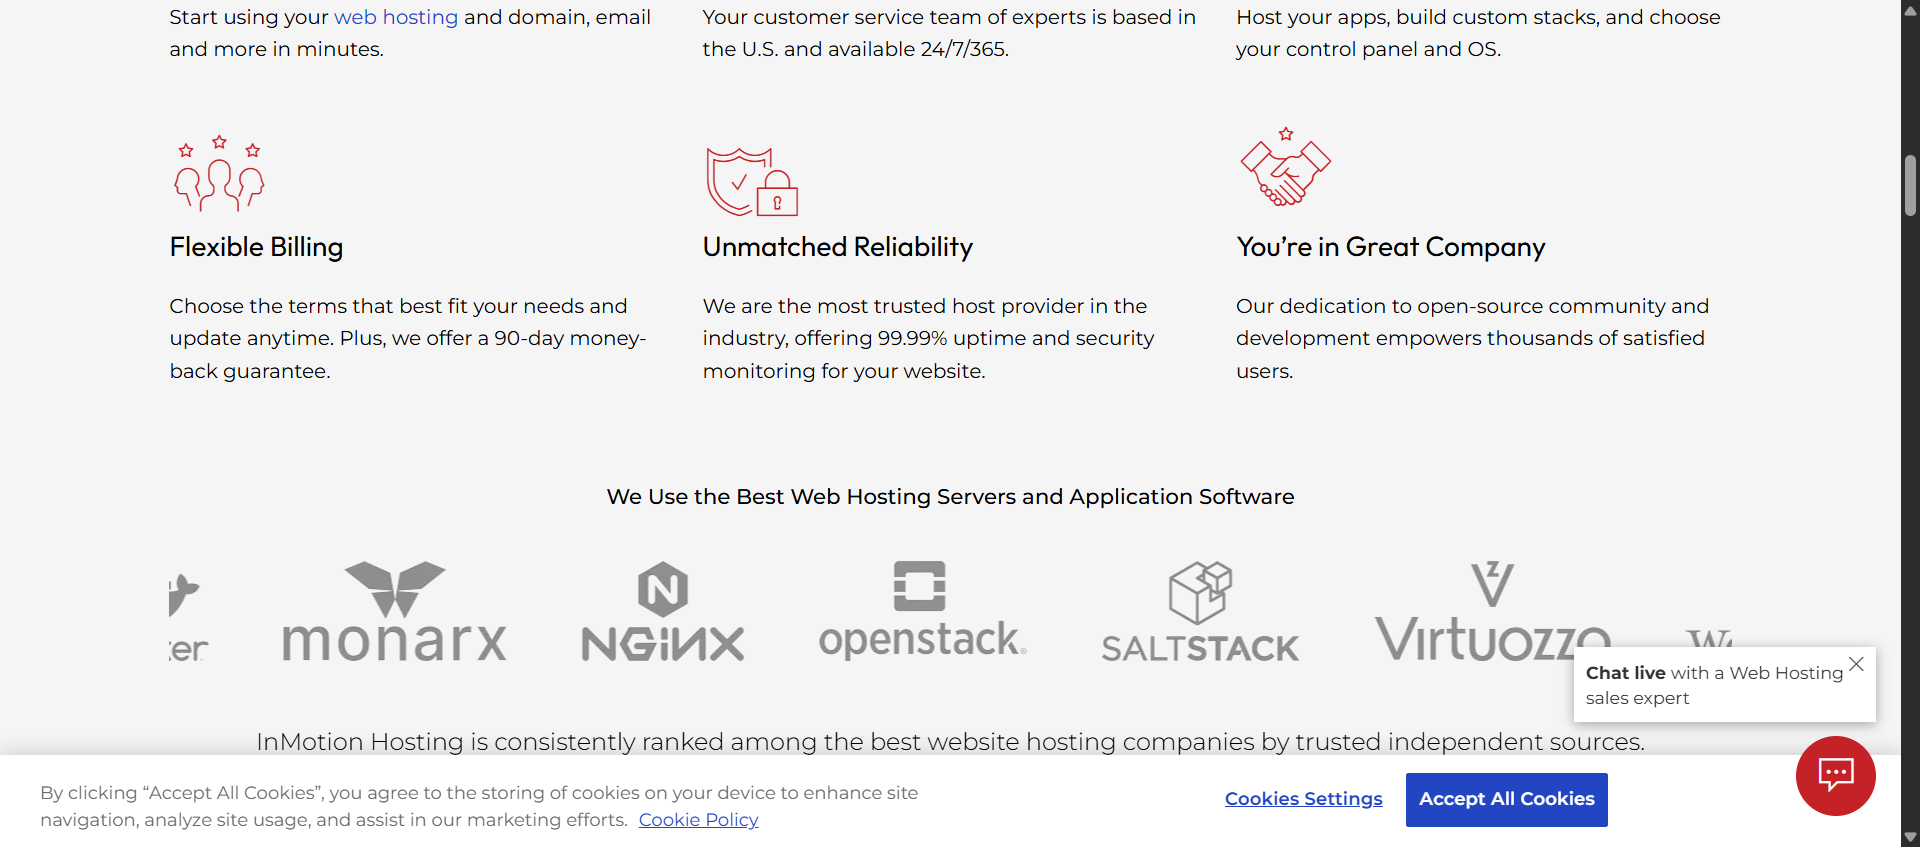 Start using your web hosting and domain, email
and more in minutes.
Your customer service team of experts is based in
the U.S. and available 24/7/365.
Host your apps, build custom stacks, and choose
your control panel and OS.
Flexible Billing
Choose the terms that best fit your needs and
update anytime. Plus, we offer a 90-day money-
back guarantee.
Unmatched Reliability
We are the most trusted host provider in the
industry, offering 99.99% uptime and security
monitoring for your website.
You're in Great Company
Our dedication to open-source community and
development empowers thousands of satisfied
users.
We Use the Best Web Hosting Servers and Application Software
monarx
N
NGINX
openstack.
SALTSTACK
Virtuozzo
Chat live with a Web Hosting
sales expert
InMotion Hosting is consistently ranked among the best website hosting companies by trusted independent sources.
By clicking “Accept All Cookies”, you agree to the storing of cookies on your device to enhance site
navigation, analyze site usage, and assist in our marketing efforts. Cookie Policy
Cookies Settings
Accept All Cookies